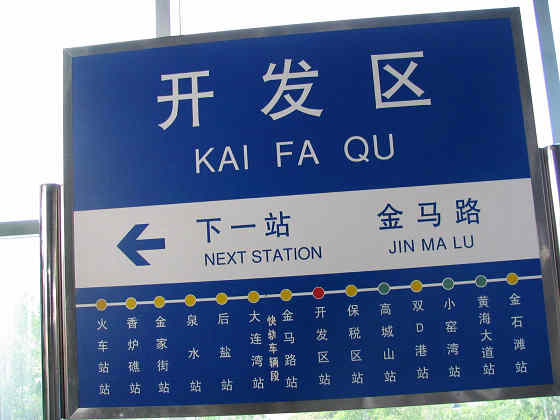 开发区
KAI FA QU
下一站 金马路
NEXT STATION JIN MA LU
火车站站
香炉礁站
金家街站
泉水站
后盐站
大连湾站
快轨车辆段
金马路站
开发区站
保税区站
高城山站
双D港站
小窑湾站
黄海大道站
金石滩站